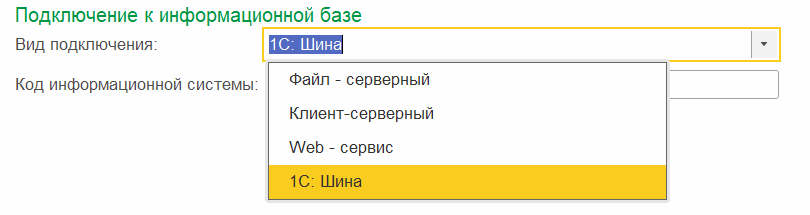 Подключение к информационной базе
Вид подключения: 1С: Шина
Код информационной системы:
Файл - серверный
Клиент-серверный
Web - сервис
1С: Шина